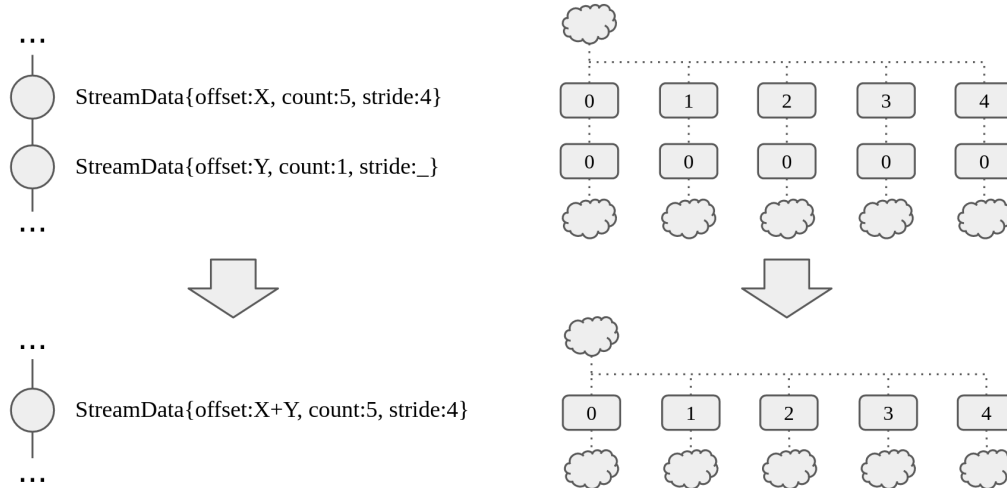 ...
StreamData{offset:X, count:5, stride:4}
0 1 2 3 4
StreamData{offset:Y, count:1, stride:_}
0 0 0 0 0
...
...
StreamData{offset:X+Y, count:5, stride:4}
0 1 2 3 4
...